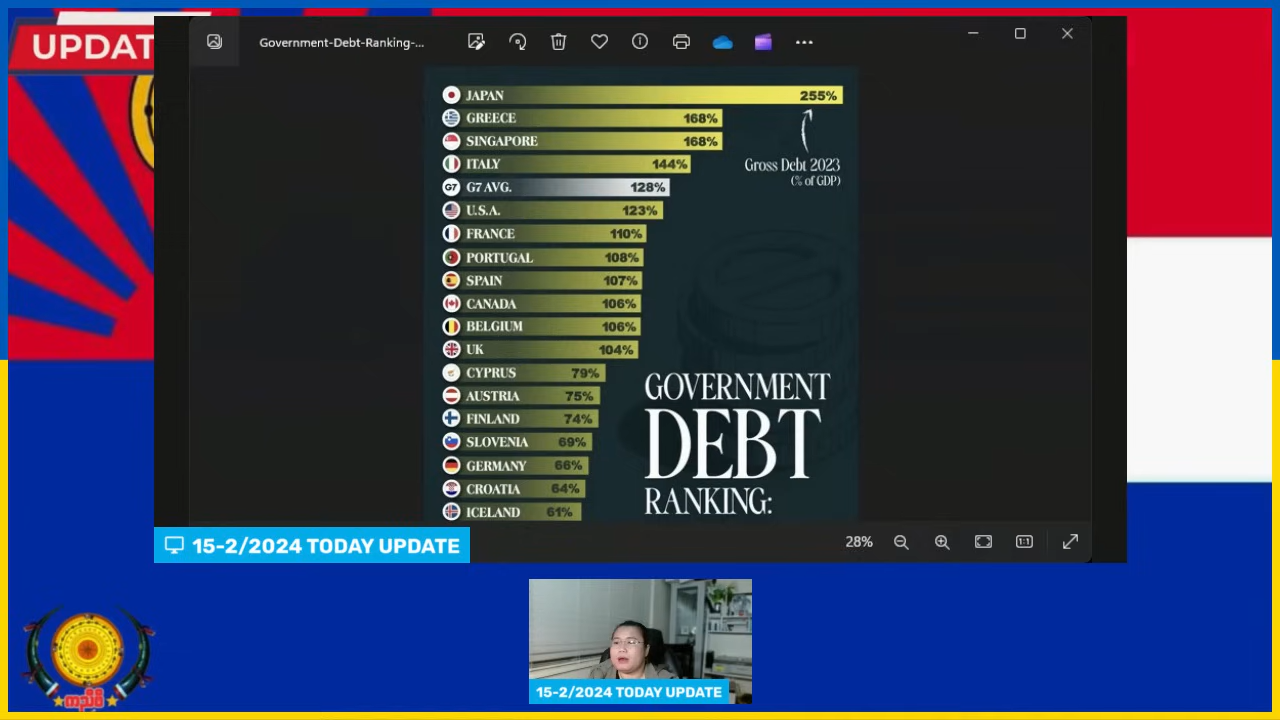 UPDAT
Government-Debt-Ranking-...
JAPAN 255%
GREECE 168%
SINGAPORE 168%
ITALY 144%
Gross Debt 2023
(% of GDP)
G7 G7 AVG. 128%
U.S.A. 123%
FRANCE 110%
PORTUGAL 108%
SPAIN 107%
CANADA 106%
BELGIUM 106%
UK 104%
CYPRUS 79%
AUSTRIA 75%
FINLAND 74%
SLOVENIA 69%
GERMANY 66%
CROATIA 64%
ICELAND 61%
GOVERNMENT
DEBT
RANKING:
15-2/2024 TODAY UPDATE
28%
1:1
15-2/2024 TODAY UPDATE